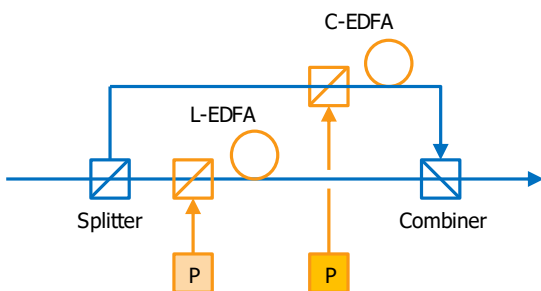 C-EDFA
L-EDFA
Splitter
Combiner
P
P